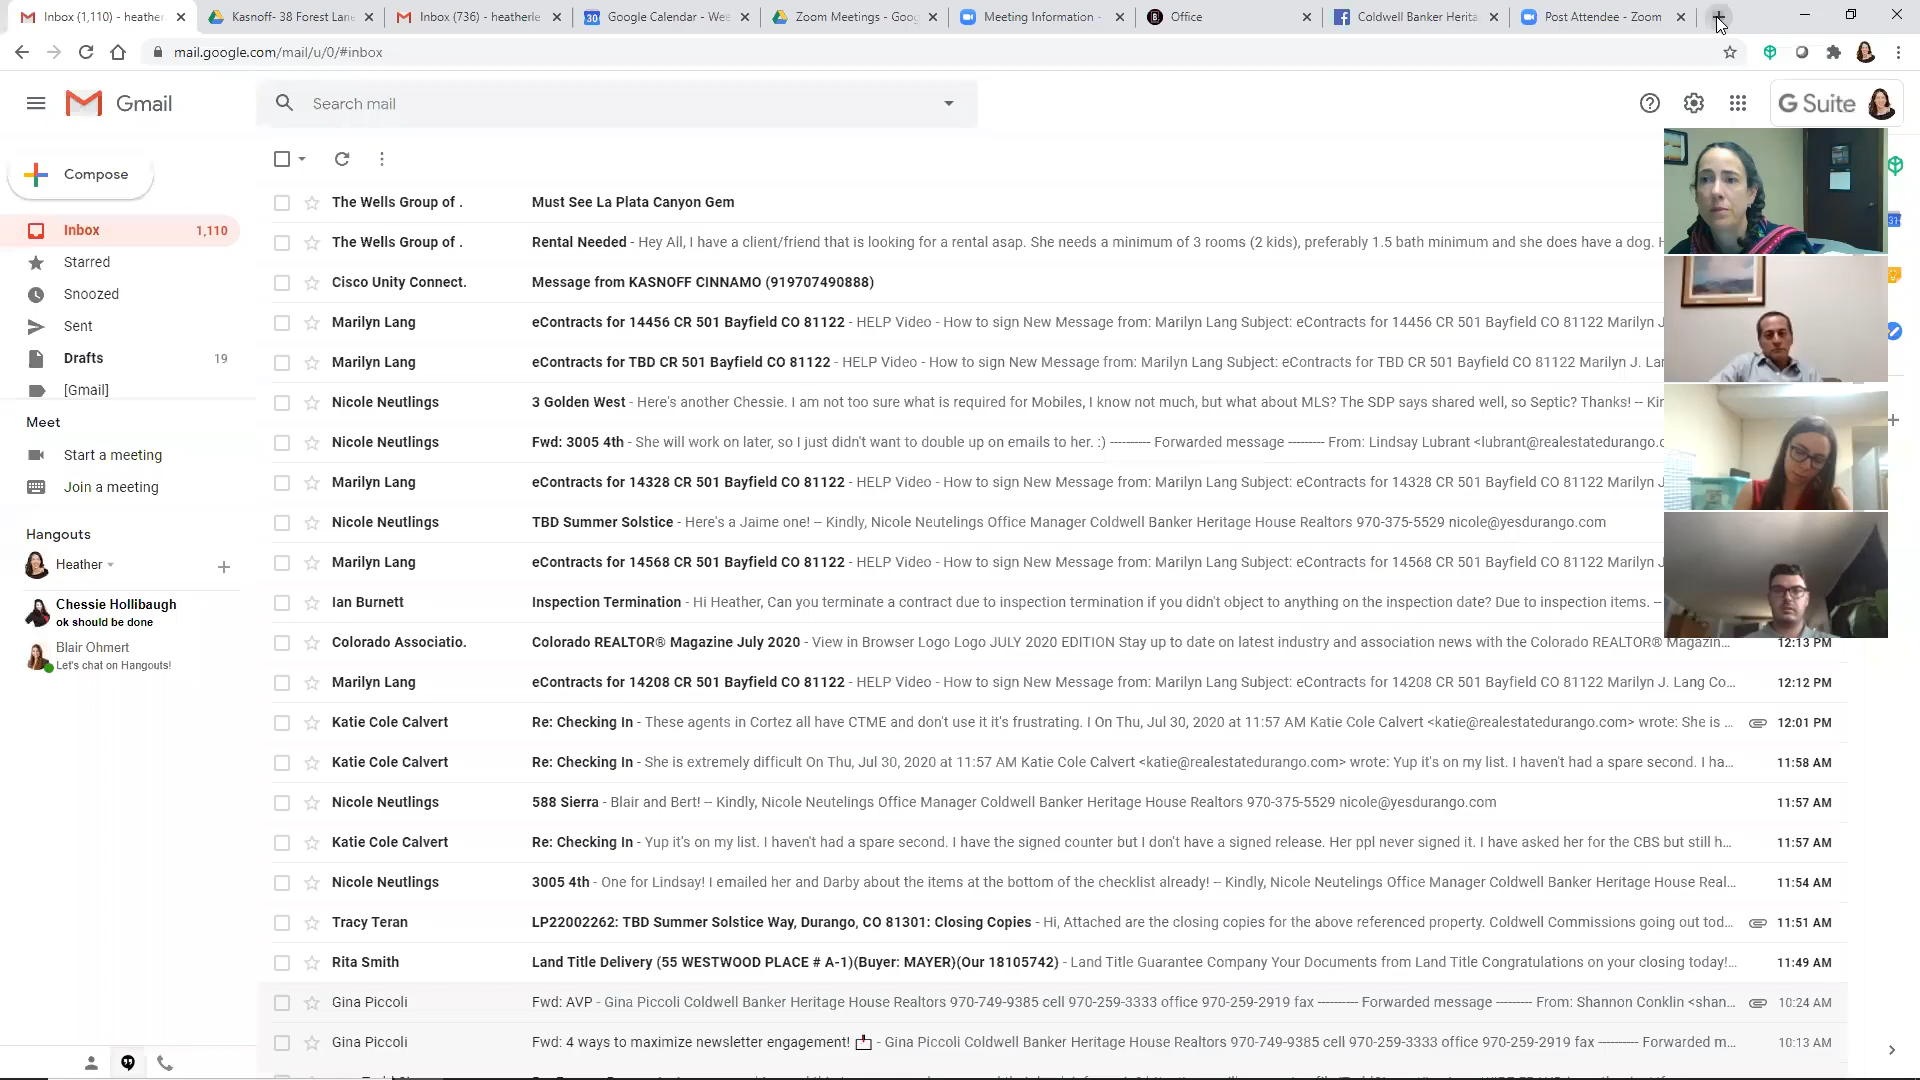 Inbox (1,110) - heather
Kasnoff- 38 Forest Lan
Inbox (736) - heatherle
Google Calendar - Wee
Zoom Meetings - Goog
Meeting Information -
Office
Coldwell Banker Herita
Post Attendee - Zoom
mail.google.com/mail/u/0/#inbox
Gmail
Search mail
G Suite
Compose
Inbox 1,110
Starred
Snoozed
Sent
Drafts 19
[Gmail]
Meet
Start a meeting
Join a meeting
Hangouts
Heather
Chessie Hollibaugh
ok should be done
Blair Ohmert
Let's chat on Hangouts!
The Wells Group of . Must See La Plata Canyon Gem
The Wells Group of . Rental Needed - Hey All, I have a client/friend that is looking for a rental asap. She needs a minimum of 3 rooms (2 kids), preferably 1.5 bath minimum and she does have a dog. H
Cisco Unity Connect. Message from KASNOFF CINNAMO (919707490888)
Marilyn Lang eContracts for 14456 CR 501 Bayfield CO 81122 - HELP Video - How to sign New Message from: Marilyn Lang Subject: eContracts for 14456 CR 501 Bayfield CO 81122 Marilyn J
Marilyn Lang eContracts for TBD CR 501 Bayfield CO 81122 - HELP Video - How to sign New Message from: Marilyn Lang Subject: eContracts for TBD CR 501 Bayfield CO 81122 Marilyn J. Lar
Nicole Neutlings 3 Golden West - Here's another Chessie. I am not too sure what is required for Mobiles, I know not much, but what about MLS? The SDP says shared well, so Septic? Thanks! -- Kin
Nicole Neutlings Fwd: 3005 4th - She will work on later, so I just didn't want to double up on emails to her. :) ---------- Forwarded message --------- From: Lindsay Lubrant <lubrant@realestatedurango.c
Marilyn Lang eContracts for 14328 CR 501 Bayfield CO 81122 - HELP Video - How to sign New Message from: Marilyn Lang Subject: eContracts for 14328 CR 501 Bayfield CO 81122 Marilyn J
Nicole Neutlings TBD Summer Solstice - Here's a Jaime one! -- Kindly, Nicole Neutelings Office Manager Coldwell Banker Heritage House Realtors 970-375-5529 nicole@yesdurango.com
Marilyn Lang eContracts for 14568 CR 501 Bayfield CO 81122 - HELP Video - How to sign New Message from: Marilyn Lang Subject: eContracts for 14568 CR 501 Bayfield CO 81122 Marilyn J
Ian Burnett Inspection Termination - Hi Heather, Can you terminate a contract due to inspection termination if you didn't object to anything on the inspection date? Due to inspection items. --
Colorado Associatio. Colorado REALTOR® Magazine July 2020 - View in Browser Logo Logo JULY 2020 EDITION Stay up to date on latest industry and association news with the Colorado REALTOR® Magazin... 12:13 PM
Marilyn Lang eContracts for 14208 CR 501 Bayfield CO 81122 - HELP Video - How to sign New Message from: Marilyn Lang Subject: eContracts for 14208 CR 501 Bayfield CO 81122 Marilyn J. Lang Co... 12:12 PM
Katie Cole Calvert Re: Checking In - These agents in Cortez all have CTME and don't use it it's frustrating. I On Thu, Jul 30, 2020 at 11:57 AM Katie Cole Calvert <katie@realestatedurango.com> wrote: She is ... 12:01 PM
Katie Cole Calvert Re: Checking In - She is extremely difficult On Thu, Jul 30, 2020 at 11:57 AM Katie Cole Calvert <katie@realestatedurango.com> wrote: Yup it's on my list. I haven't had a spare second. I ha... 11:58 AM
Nicole Neutlings 588 Sierra - Blair and Bert! -- Kindly, Nicole Neutelings Office Manager Coldwell Banker Heritage House Realtors 970-375-5529 nicole@yesdurango.com 11:57 AM
Katie Cole Calvert Re: Checking In - Yup it's on my list. I haven't had a spare second. I have the signed counter but I don't have a signed release. Her ppl never signed it. I have asked her for the CBS but still h... 11:57 AM
Nicole Neutlings 3005 4th - One for Lindsay! I emailed her and Darby about the items at the bottom of the checklist already! -- Kindly, Nicole Neutelings Office Manager Coldwell Banker Heritage House Real... 11:54 AM
Tracy Teran LP22002262: TBD Summer Solstice Way, Durango, CO 81301: Closing Copies - Hi, Attached are the closing copies for the above referenced property. Coldwell Commissions going out tod... 11:51 AM
Rita Smith Land Title Delivery (55 WESTWOOD PLACE # A-1)(Buyer: MAYER)(Our 18105742) - Land Title Guarantee Company Your Documents from Land Title Congratulations on your closing today!... 11:49 AM
Gina Piccoli Fwd: AVP - Gina Piccoli Coldwell Banker Heritage House Realtors 970-749-9385 cell 970-259-3333 office 970-259-2919 fax ---------- Forwarded message --------- From: Shannon Conklin <shan... 10:24 AM
Gina Piccoli Fwd: 4 ways to maximize newsletter engagement! - Gina Piccoli Coldwell Banker Heritage House Realtors 970-749-9385 cell 970-259-3333 office 970-259-2919 fax ---------- Forwarded m... 10:13 AM